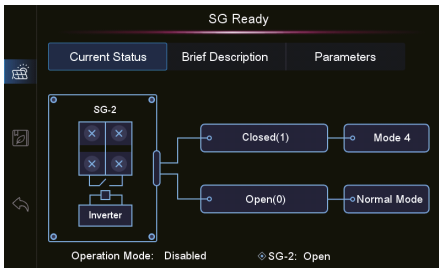 SG Ready
Current Status
Brief Description
Parameters
SG-2
Closed(1)
Mode 4
Open(0)
Normal Mode
Inverter
Operation Mode: Disabled
SG-2: Open